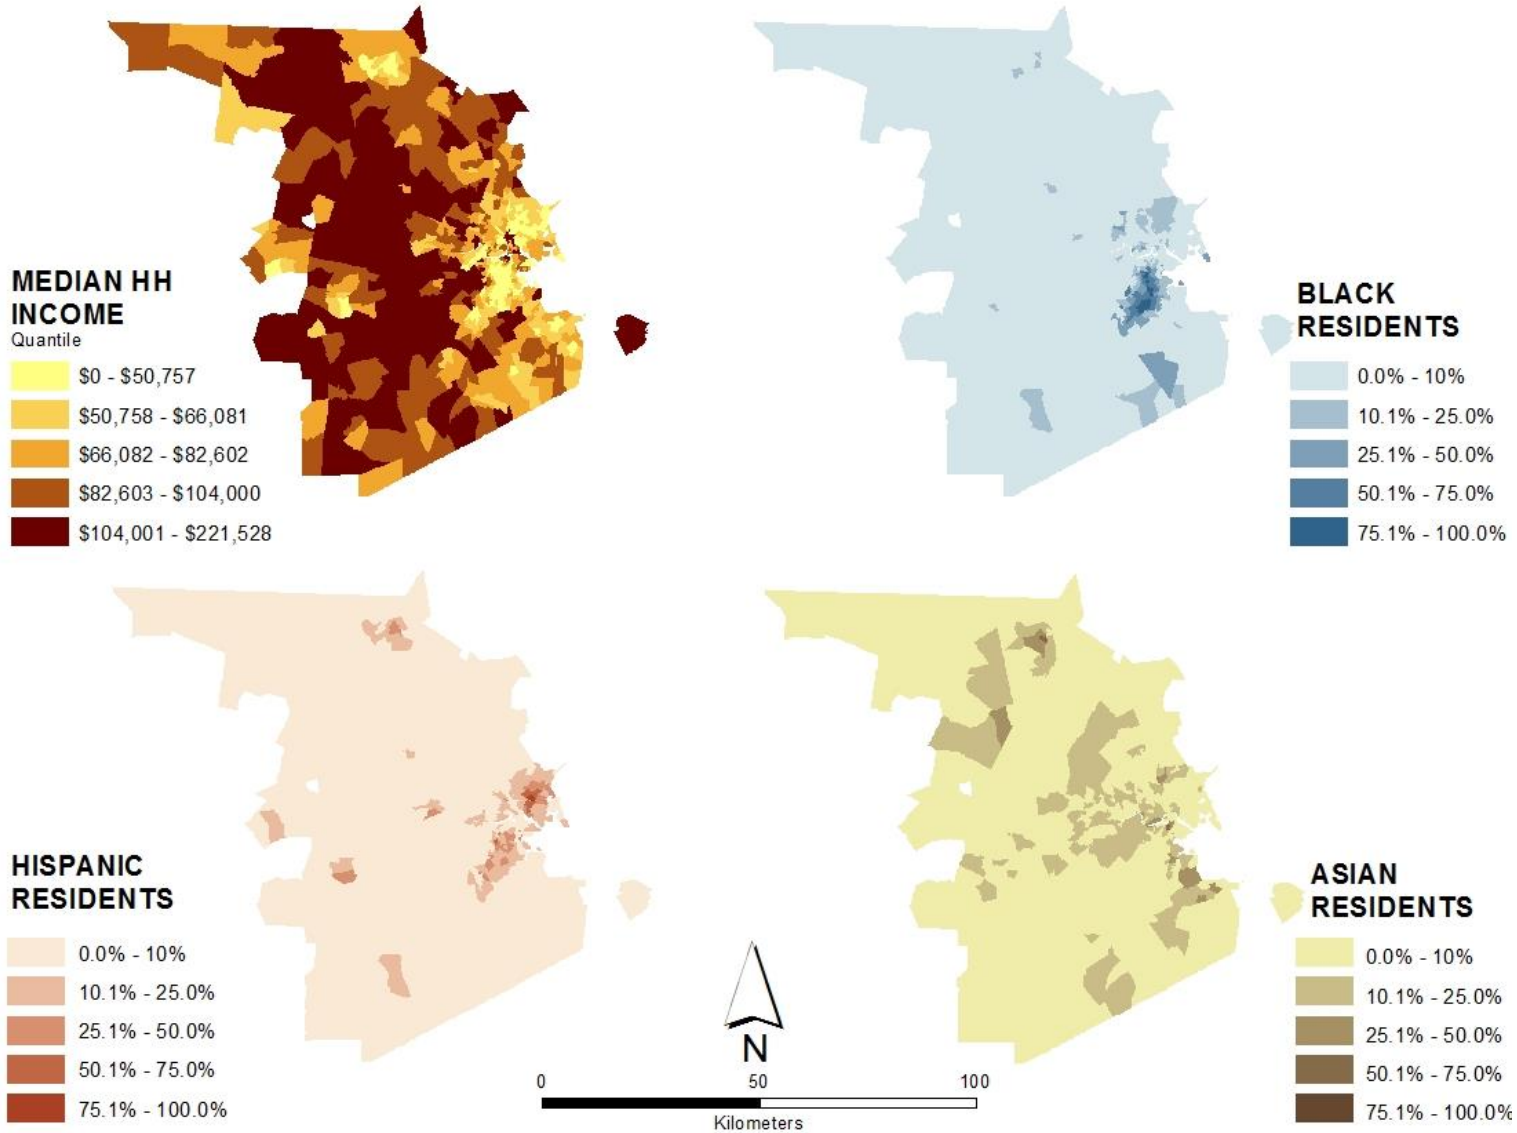 MEDIAN HH
INCOME
Quantile
$0 - $50,757
$50,758 - $66,081
$66,082 - $82,602
$82,603 - $104,000
$104,001 - $221,528
BLACK
RESIDENTS
0.0% - 10%
10.1% - 25.0%
25.1% - 50.0%
50.1% - 75.0%
75.1% - 100.0%
HISPANIC
RESIDENTS
0.0% - 10%
10.1% - 25.0%
25.1% - 50.0%
50.1% - 75.0%
75.1% - 100.0%
ASIAN
RESIDENTS
0.0% - 10%
10.1% - 25.0%
25.1% - 50.0%
50.1% - 75.0%
75.1% - 100.0%
N
0 50 100
Kilometers